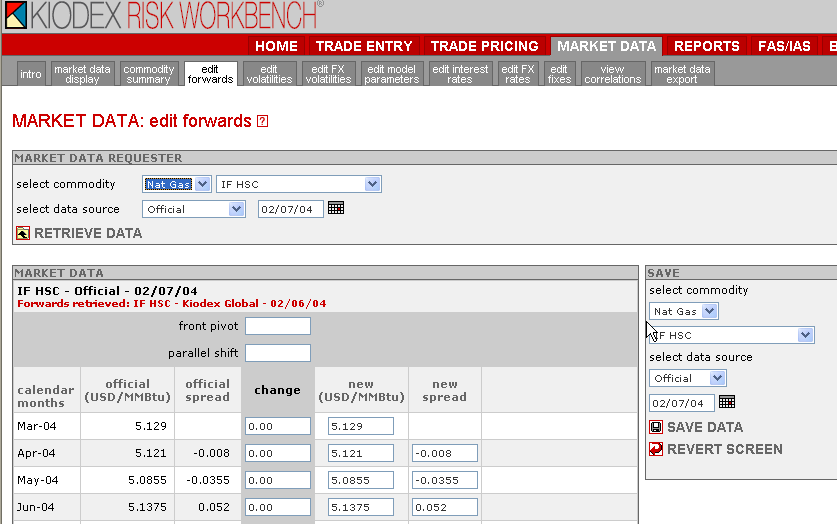 KIODEX RISK WORKBENCH®
HOME TRADE ENTRY TRADE PRICING MARKET DATA REPORTS FAS/IAS
intro market data display commodity summary edit forwards edit volatilities edit FX volatilities edit model parameters edit interest rates edit FX rates edit fixes view correlations market data export
MARKET DATA: edit forwards ?
MARKET DATA REQUESTER
select commodity Nat Gas IF HSC
select data source Official 02/07/04
RETRIEVE DATA
MARKET DATA
IF HSC - Official - 02/07/04
Forwards retrieved: IF HSC - Kiodex Global - 02/06/04
front pivot
parallel shift
calendar months official (USD/MMBtu) official spread change new (USD/MMBtu) new spread
Mar-04 5.129 0.00 5.129
Apr-04 5.121 -0.008 0.00 5.121 -0.008
May-04 5.0855 -0.0355 0.00 5.0855 -0.0355
Jun-04 5.1375 0.052 0.00 5.1375 0.052
SAVE
select commodity
Nat Gas
IF HSC
select data source
Official
02/07/04
SAVE DATA
REVERT SCREEN